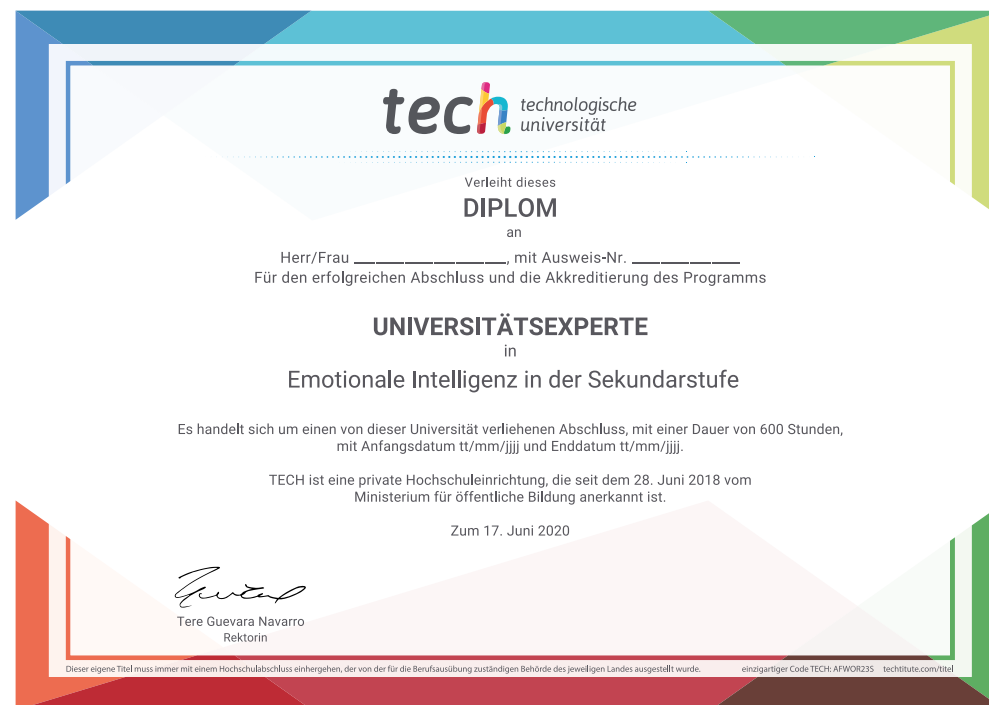 tech technologische
universität
Verleiht dieses
DIPLOM
an
Herr/Frau ____________, mit Ausweis-Nr. ____________
Für den erfolgreichen Abschluss und die Akkreditierung des Programms
UNIVERSITÄTSEXPERTE
in
Emotionale Intelligenz in der Sekundarstufe
Es handelt sich um einen von dieser Universität verliehenen Abschluss, mit einer Dauer von 600 Stunden,
mit Anfangsdatum tt/mm/jjjj und Enddatum tt/mm/jjjj.
TECH ist eine private Hochschuleinrichtung, die seit dem 28. Juni 2018 vom
Ministerium für öffentliche Bildung anerkannt ist.
Zum 17. Juni 2020
Tere Guevara Navarro
Rektorin
Dieser eigene Titel muss immer mit einem Hochschulabschluss einhergehen, der von der für die Berufsausübung zuständigen Behörde des jeweiligen Landes ausgestellt wurde. einzigartiger Code TECH: AFWOR23S techtitute.com/titel